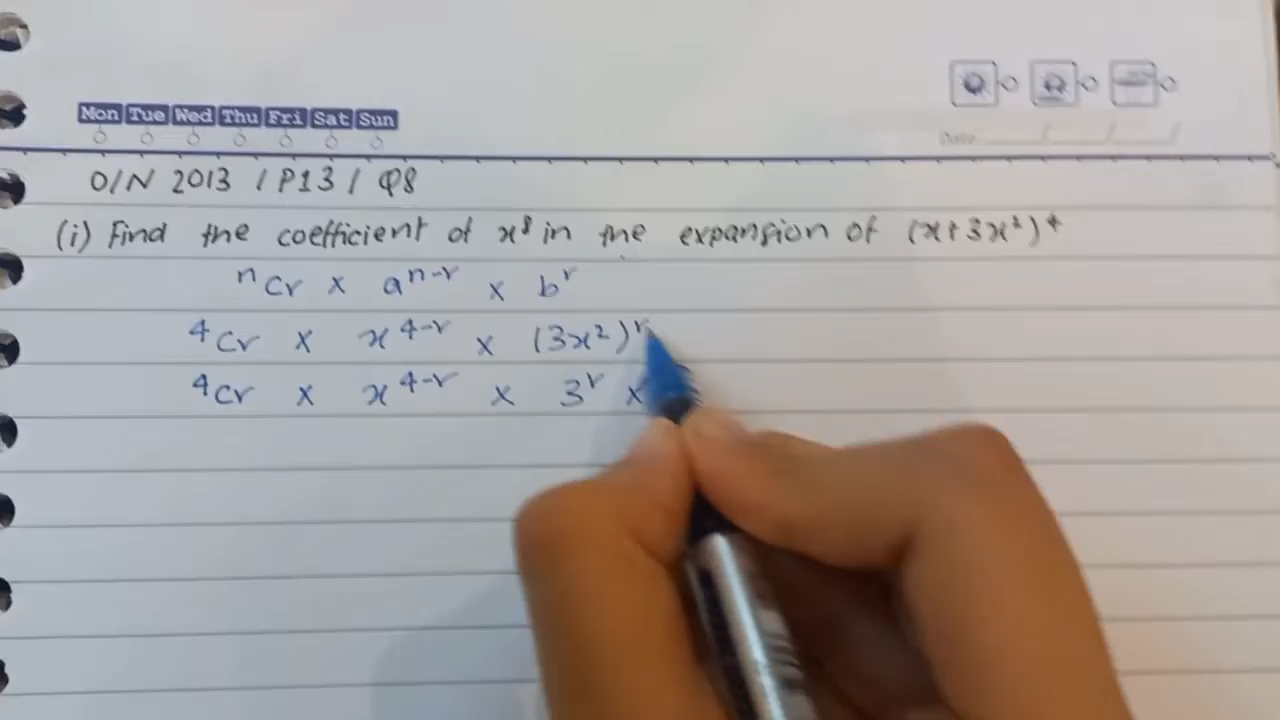 Mon Tue Wed Thu Fri Sat Sun
Date
O/N 2013 / P13 / Q8
(i) Find the coefficient of x⁸ in the expansion of (x+3x²)⁴
ⁿCr x aⁿ⁻ʳ x bʳ
⁴Cr x x⁴⁻ʳ x (3x²)ʳ
⁴Cr x x⁴⁻ʳ x 3ʳ x